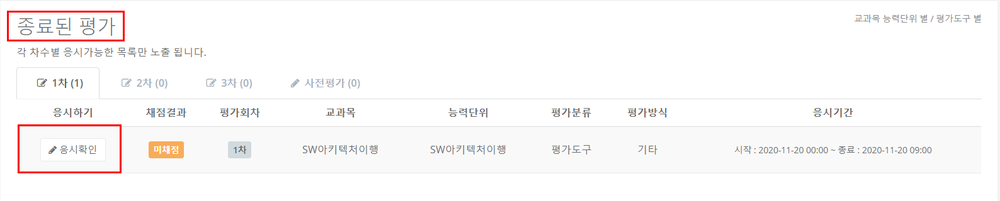 종료된 평가
교과목 능력단위 별 / 평가도구 별
각 차수별 응시가능한 목록만 노출 됩니다.
1차 (1) 2차 (0) 3차 (0) 사전평가 (0)
응시하기 채점결과 평가회차 교과목 능력단위 평가분류 평가방식 응시기간
응시확인 미채점 1차 SW아키텍처이행 SW아키텍처이행 평가도구 기타 시작 : 2020-11-20 00:00 ~ 종료 : 2020-11-20 09:00